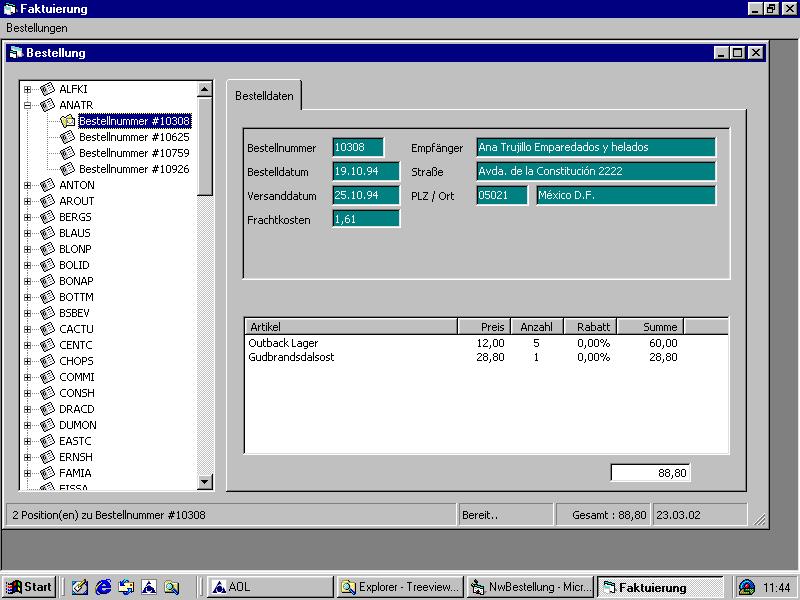 Faktuierung
Bestellungen
Bestellung
ALFKI
ANATR
Bestellnummer #10308
Bestellnummer #10625
Bestellnummer #10759
Bestellnummer #10926
ANTON
AROUT
BERGS
BLAUS
BLONP
BOLID
BONAP
BOTTM
BSBEV
CACTU
CENTC
CHOPS
COMMI
CONSH
DRACD
DUMON
EASTC
ERNSH
FAMIA
FISSA
Bestelldaten
Bestellnummer 10308 Empfänger Ana Trujillo Emparedados y helados
Bestelldatum 19.10.94 Straße Avda. de la Constitución 2222
Versanddatum 25.10.94 PLZ / Ort 05021 México D.F.
Frachtkosten 1,61
Artikel Preis Anzahl Rabatt Summe
Outback Lager 12,00 5 0,00% 60,00
Gudbrandsdalsost 28,80 1 0,00% 28,80
88,80
2 Position(en) zu Bestellnummer #10308 Bereit.. Gesamt : 88,80 23.03.02
Start AOL Explorer - Treeview... NwBestellung - Micr... Faktuierung 11:44